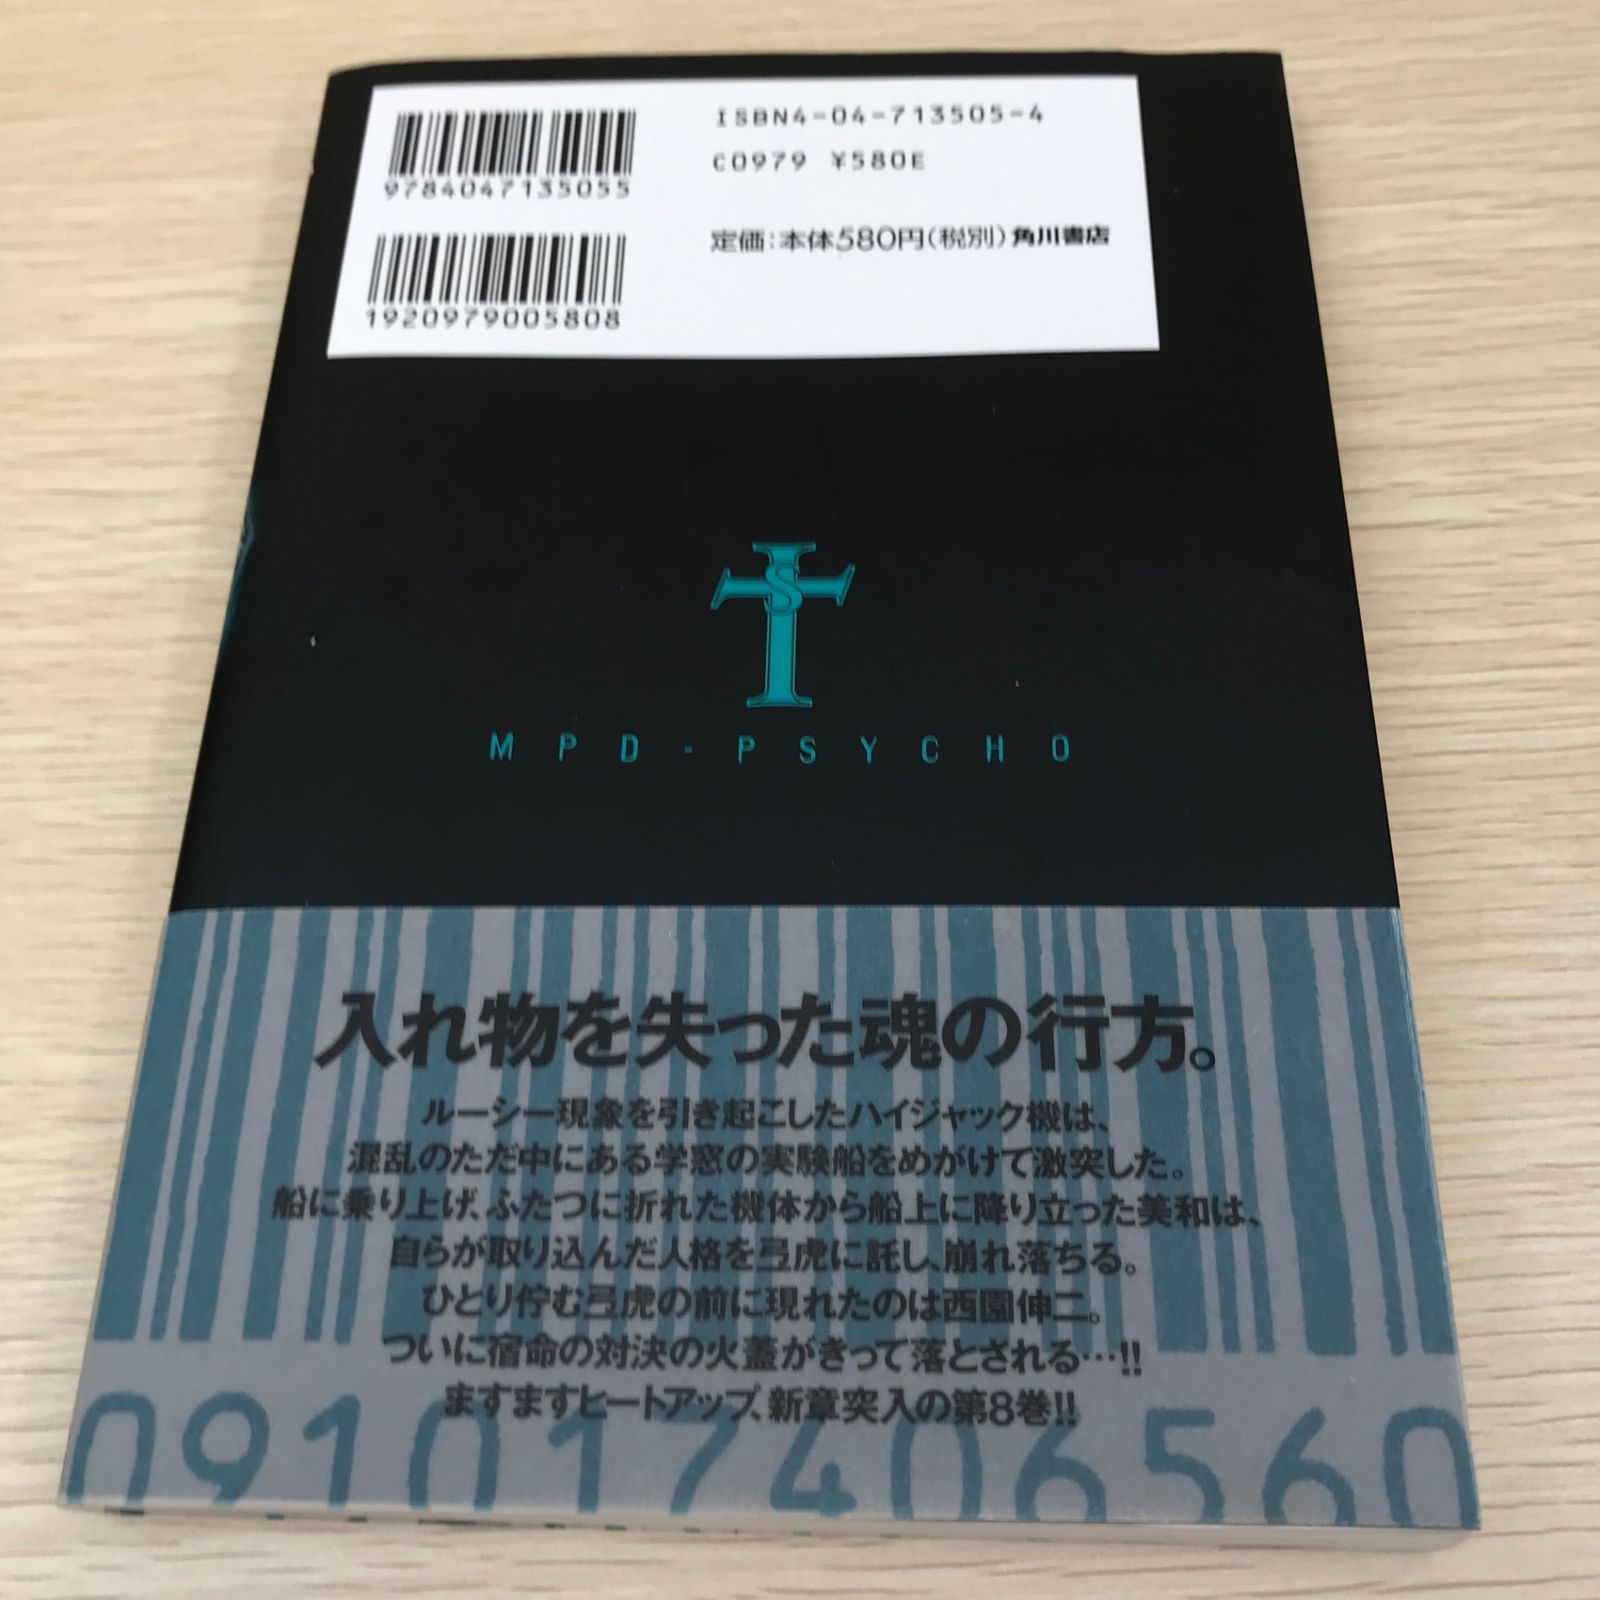 9784047135055
ISBN4-04-713505-4
C0979 ¥580E
1920979005808
定価：本体580円(税別) 角川書店
S
MPD-PSYCHO
入れ物を失った魂の行方。
ルーシー現象を引き起こしたハイジャック機は、
混乱のただ中にある学窓の実験船をめがけて激突した。
船に乗り上げ、ふたつに折れた機体から船上に降り立った美和は、
自らが取り込んだ人格を弖虎に託し、崩れ落ちる。
ひとり佇む弖虎の前に現れたのは西園伸二。
ついに宿命の対決の火蓋がきって落とされる…!!
ますますヒートアップ、新章突入の第8巻!!
091017406560